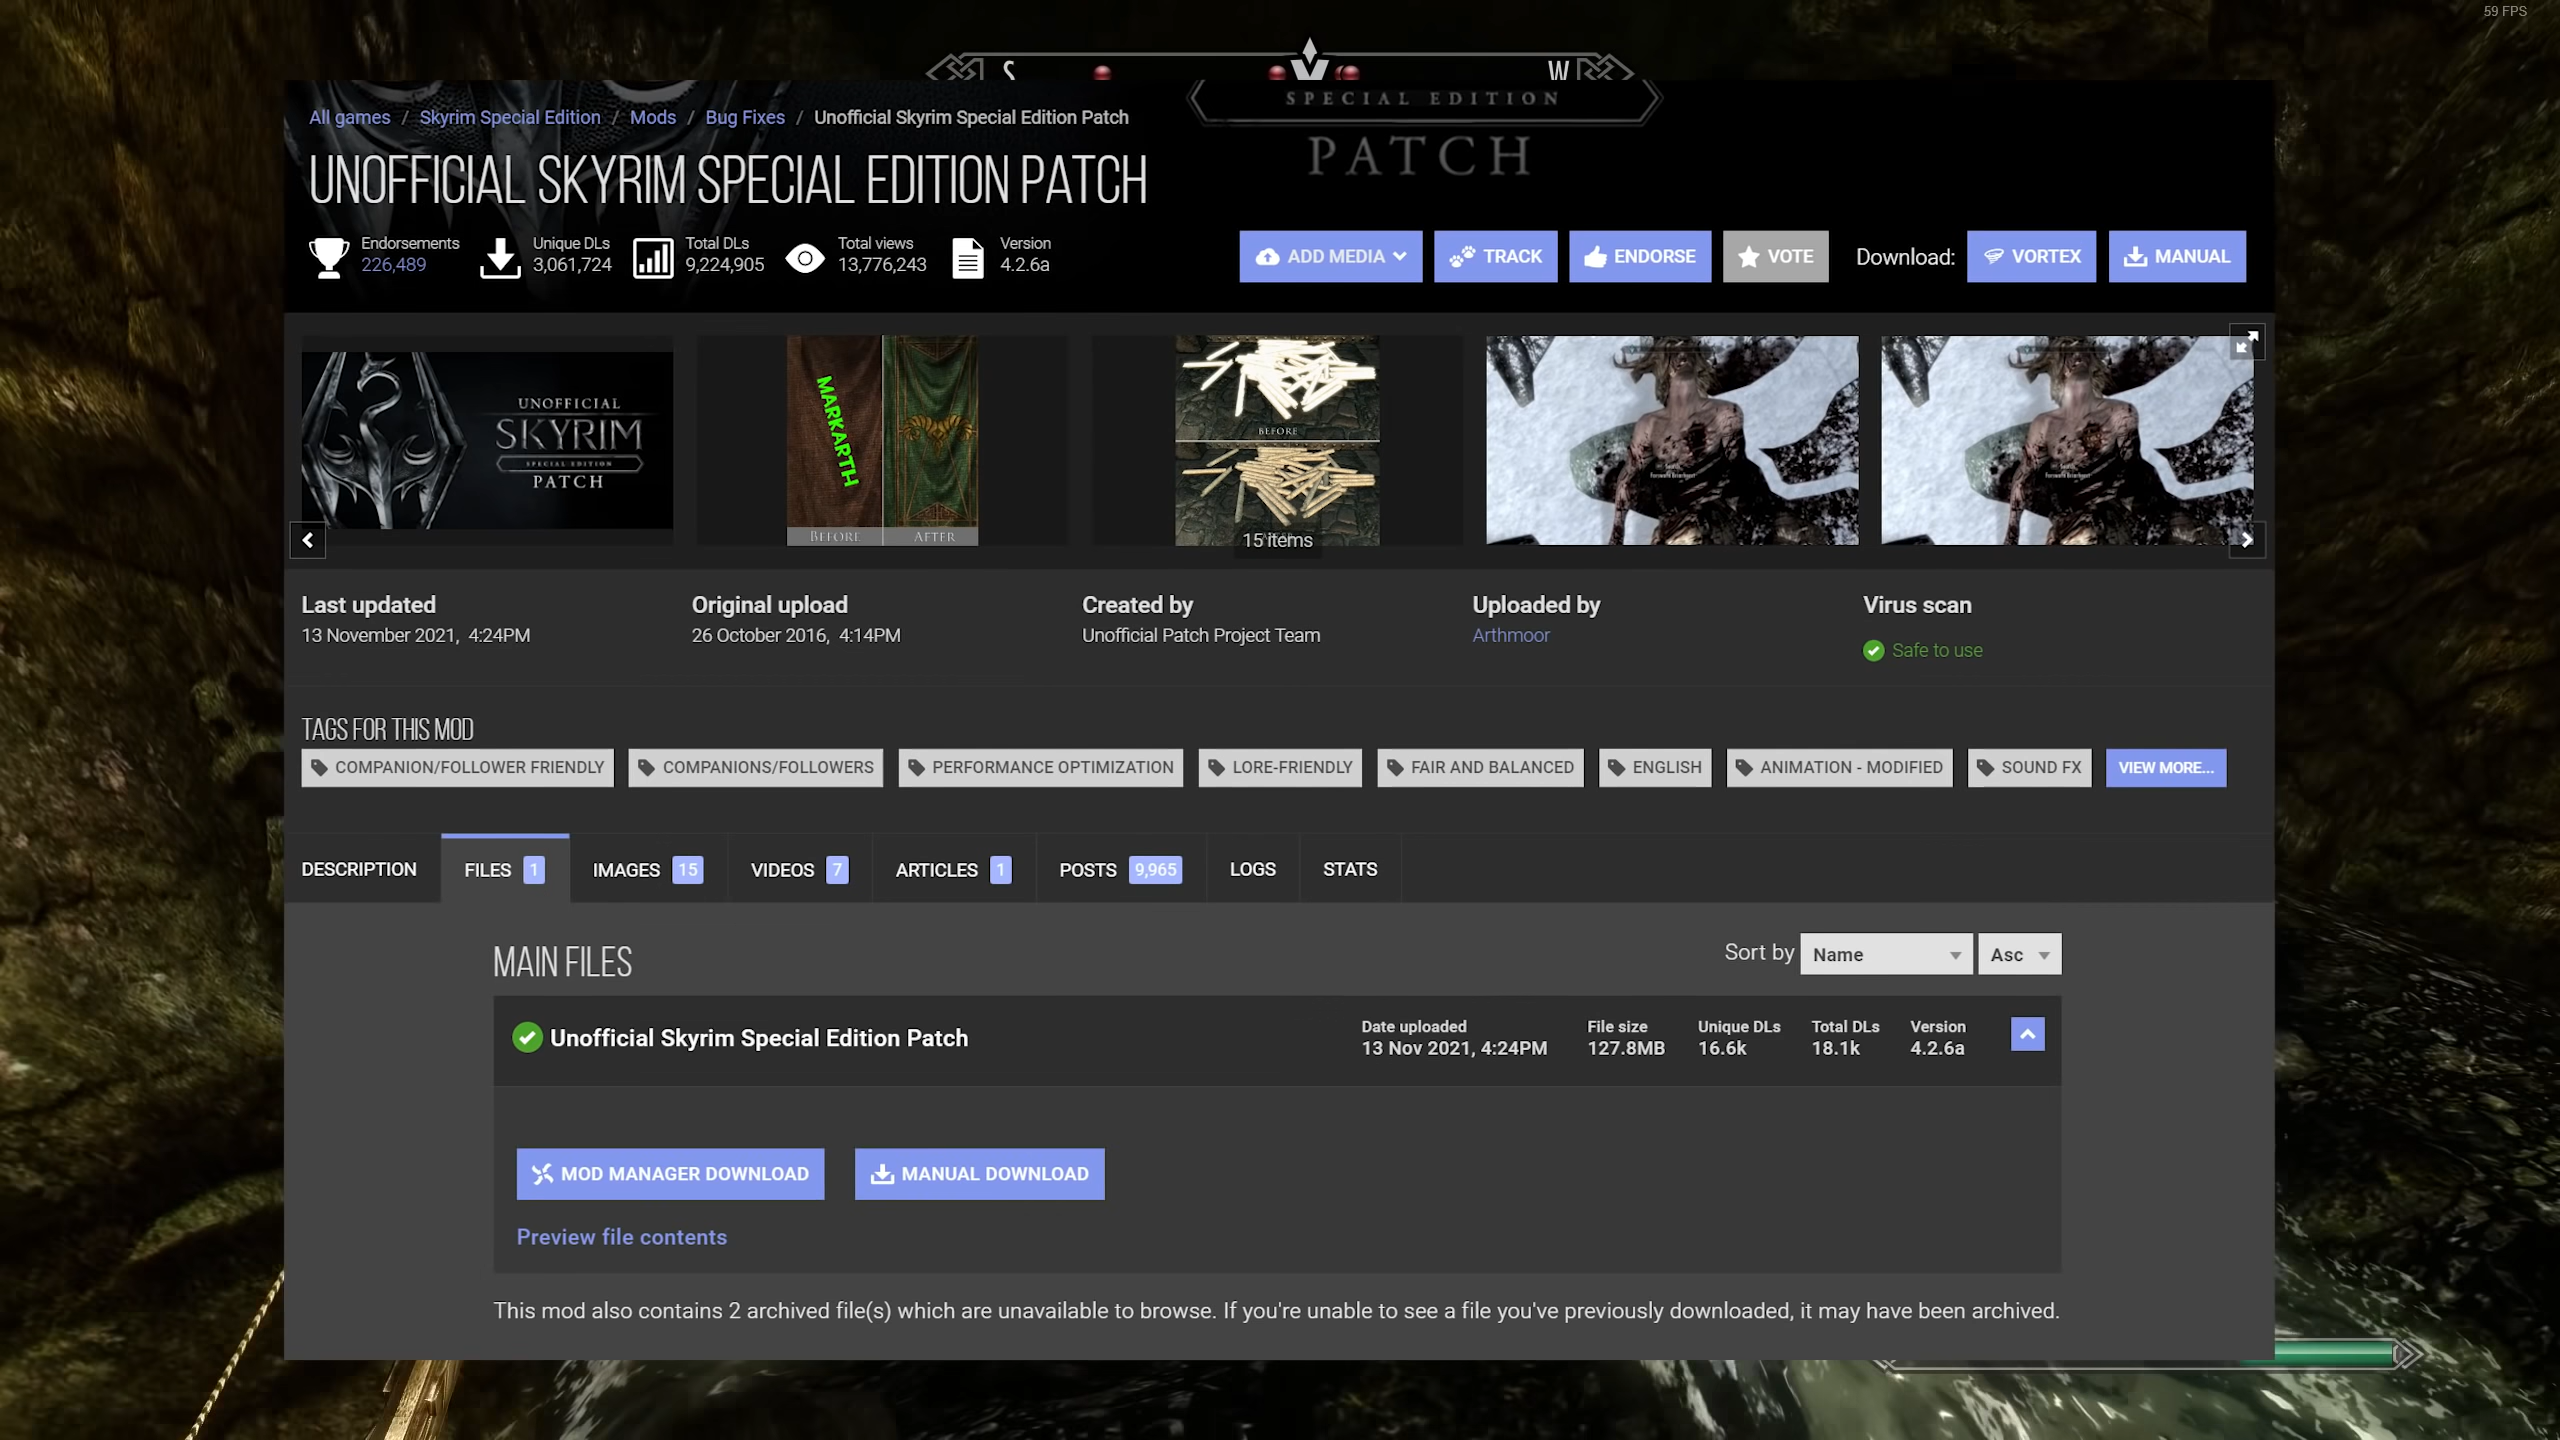 59 FPS
S
W
SPECIAL EDITION
PATCH
All games / Skyrim Special Edition / Mods / Bug Fixes / Unofficial Skyrim Special Edition Patch
UNOFFICIAL SKYRIM SPECIAL EDITION PATCH
Endorsements
226,489
Unique DLs
3,061,724
Total DLs
9,224,905
Total views
13,776,243
Version
4.2.6a
ADD MEDIA
TRACK
ENDORSE
VOTE
Download:
VORTEX
MANUAL
UNOFFICIAL
SKYRIM
SPECIAL EDITION
PATCH
MARKARTH
BEFORE
AFTER
BEFORE
15 items
Last updated
13 November 2021, 4:24PM
Original upload
26 October 2016, 4:14PM
Created by
Unofficial Patch Project Team
Uploaded by
Arthmoor
Virus scan
Safe to use
TAGS FOR THIS MOD
COMPANION/FOLLOWER FRIENDLY
COMPANIONS/FOLLOWERS
PERFORMANCE OPTIMIZATION
LORE-FRIENDLY
FAIR AND BALANCED
ENGLISH
ANIMATION - MODIFIED
SOUND FX
VIEW MORE...
DESCRIPTION
FILES 1
IMAGES 15
VIDEOS 7
ARTICLES 1
POSTS 9,965
LOGS
STATS
MAIN FILES
Sort by Name Asc
Unofficial Skyrim Special Edition Patch
Date uploaded
13 Nov 2021, 4:24PM
File size
127.8MB
Unique DLs
16.6k
Total DLs
18.1k
Version
4.2.6a
MOD MANAGER DOWNLOAD
MANUAL DOWNLOAD
Preview file contents
This mod also contains 2 archived file(s) which are unavailable to browse. If you're unable to see a file you've previously downloaded, it may have been archived.